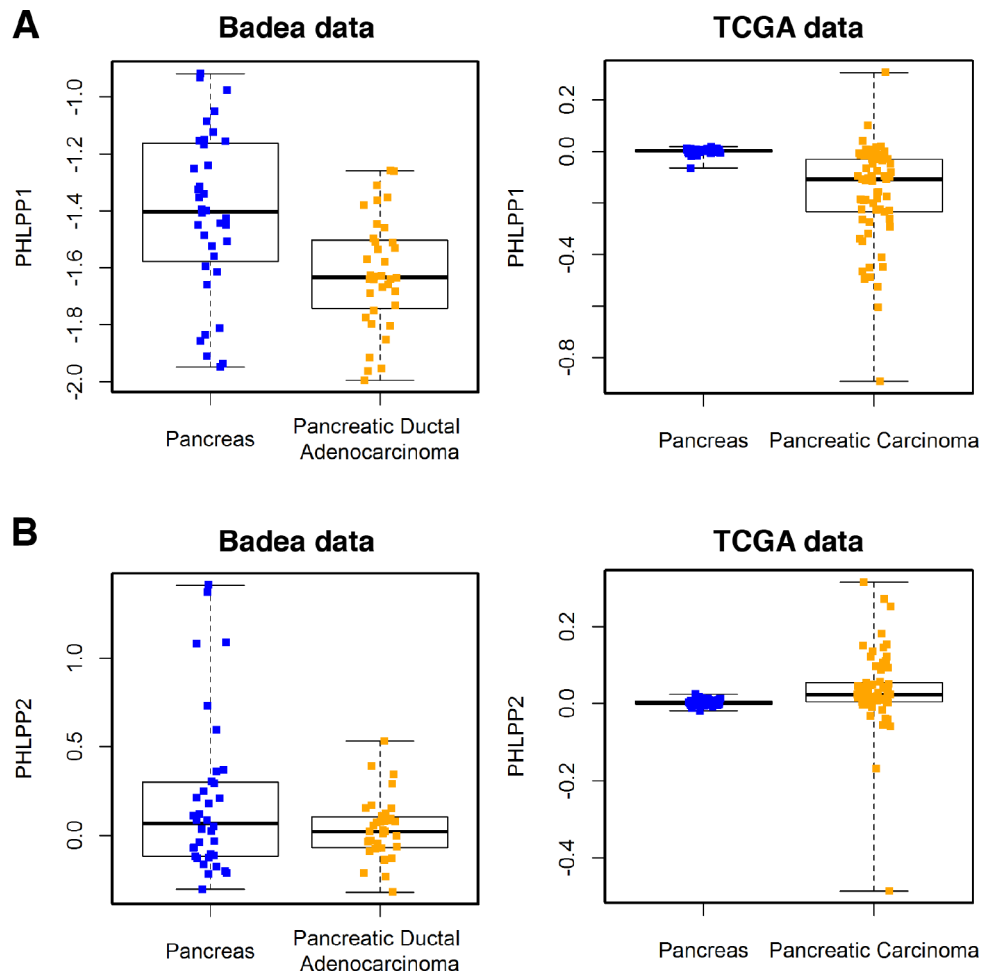 A
Badea data
TCGA data
PHLPP1
-1.0
-1.2
-1.4
-1.6
-1.8
-2.0
Pancreas
Pancreatic Ductal
Adenocarcinoma
PHLPP1
0.2
0.0
-0.4
-0.8
Pancreas
Pancreatic Carcinoma
B
Badea data
TCGA data
PHLPP2
1.0
0.5
0.0
Pancreas
Pancreatic Ductal
Adenocarcinoma
PHLPP2
0.2
0.0
-0.2
-0.4
Pancreas
Pancreatic Carcinoma